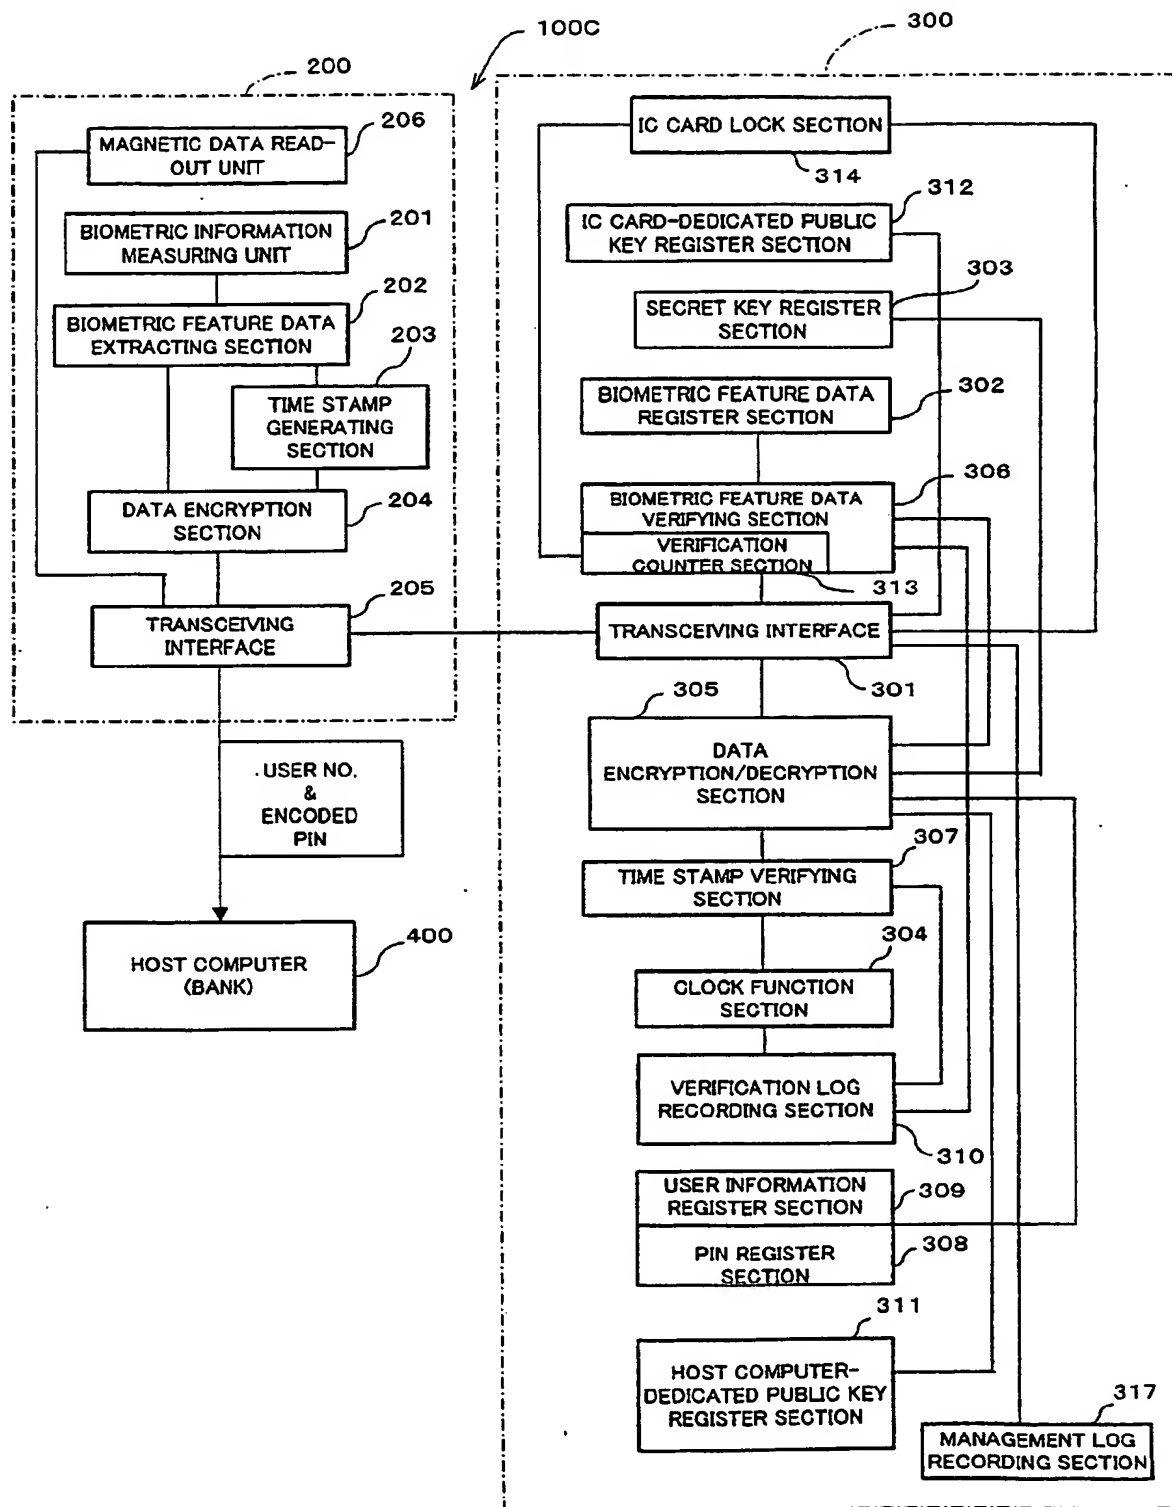 100C
300
200
206
MAGNETIC DATA READ-
OUT UNIT
201
BIOMETRIC INFORMATION
MEASURING UNIT
202
BIOMETRIC FEATURE DATA
EXTRACTING SECTION
203
TIME STAMP
GENERATING
SECTION
DATA ENCRYPTION
SECTION
204
205
TRANSCEIVING
INTERFACE
USER NO.
&
ENCODED
PIN
400
HOST COMPUTER
(BANK)
IC CARD LOCK SECTION
314
312
IC CARD-DEDICATED PUBLIC
KEY REGISTER SECTION
303
SECRET KEY REGISTER
SECTION
302
BIOMETRIC FEATURE DATA
REGISTER SECTION
306
BIOMETRIC FEATURE DATA
VERIFYING SECTION
VERIFICATION
COUNTER SECTION
313
TRANSCEIVING INTERFACE
301
305
DATA
ENCRYPTION/DECRYPTION
SECTION
307
TIME STAMP VERIFYING
SECTION
304
CLOCK FUNCTION
SECTION
VERIFICATION LOG
RECORDING SECTION
310
USER INFORMATION
REGISTER SECTION
309
PIN REGISTER
SECTION
308
311
HOST COMPUTER-
DEDICATED PUBLIC KEY
REGISTER SECTION
317
MANAGEMENT LOG
RECORDING SECTION